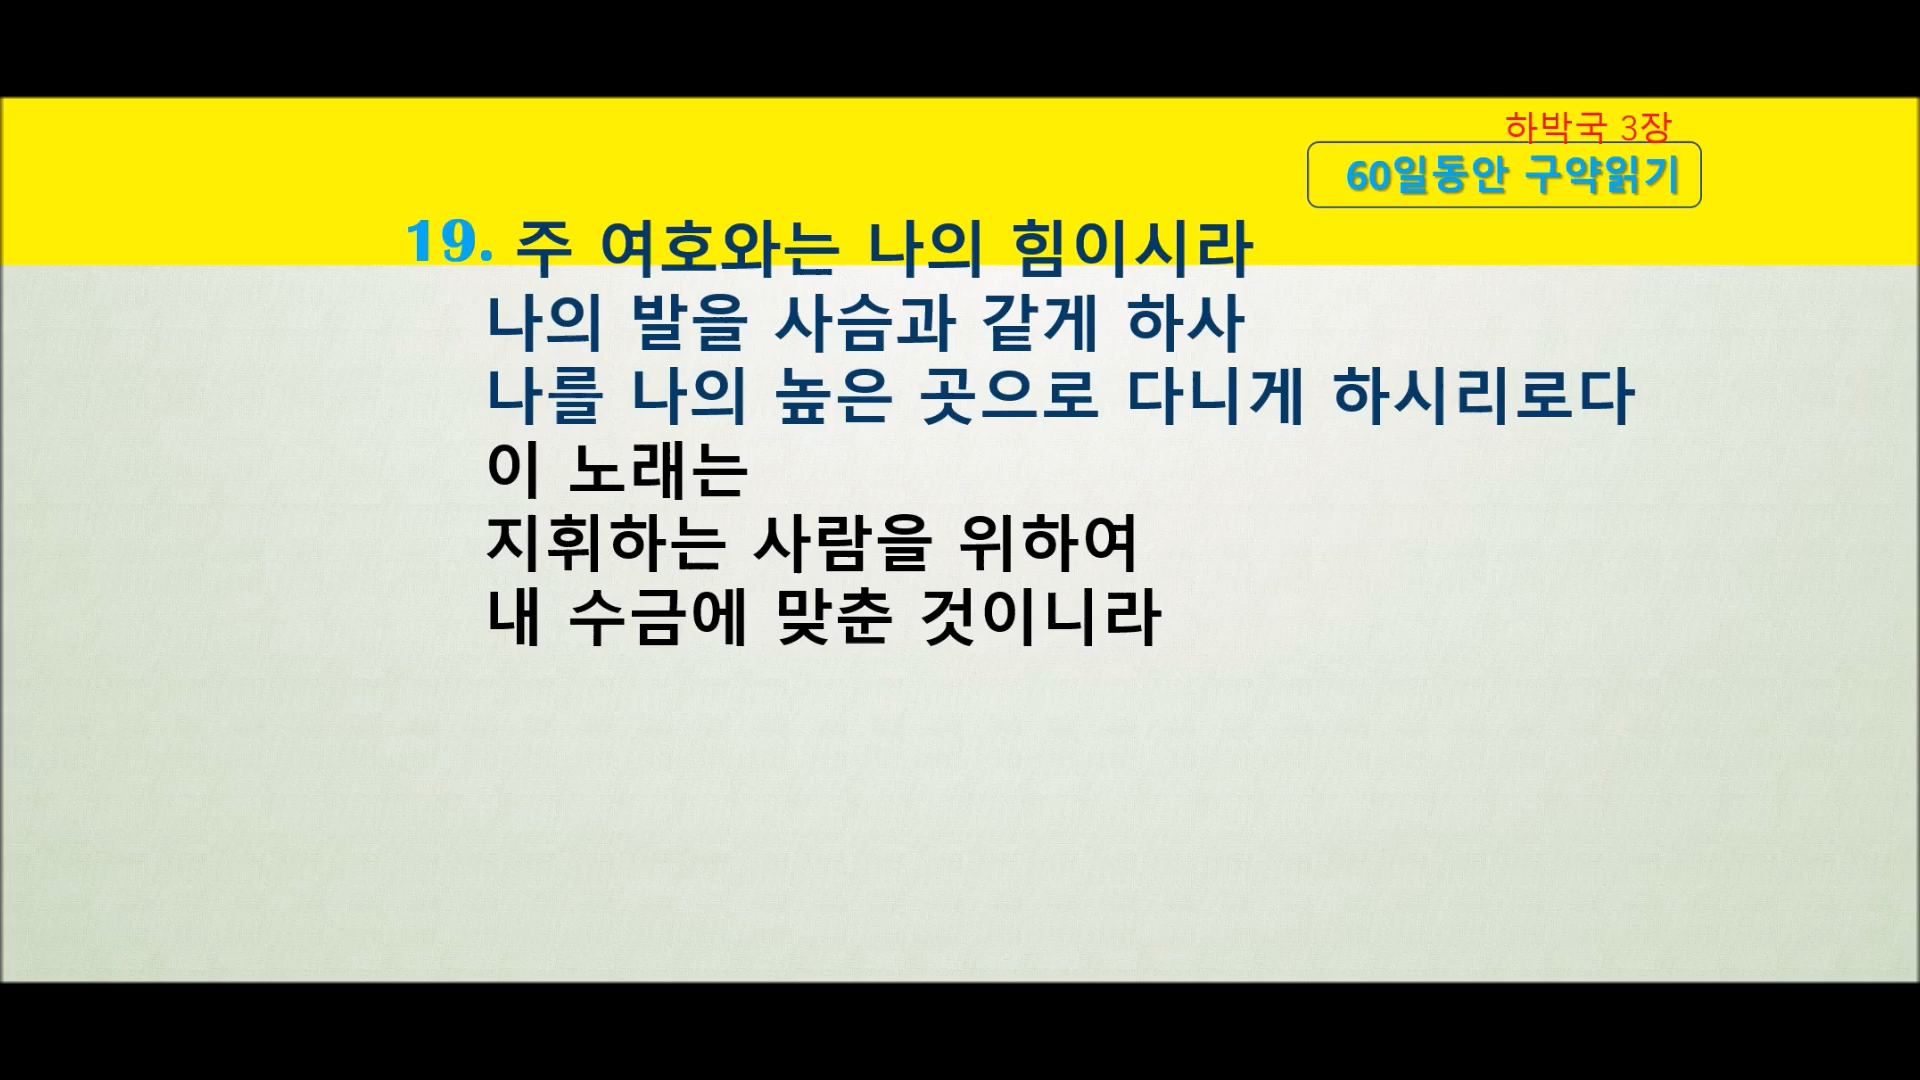 하박국 3장
60일동안 구약읽기
19. 주 여호와는 나의 힘이시라
나의 발을 사슴과 같게 하사
나를 나의 높은 곳으로 다니게 하시리로다
이 노래는
지휘하는 사람을 위하여
내 수금에 맞춘 것이니라